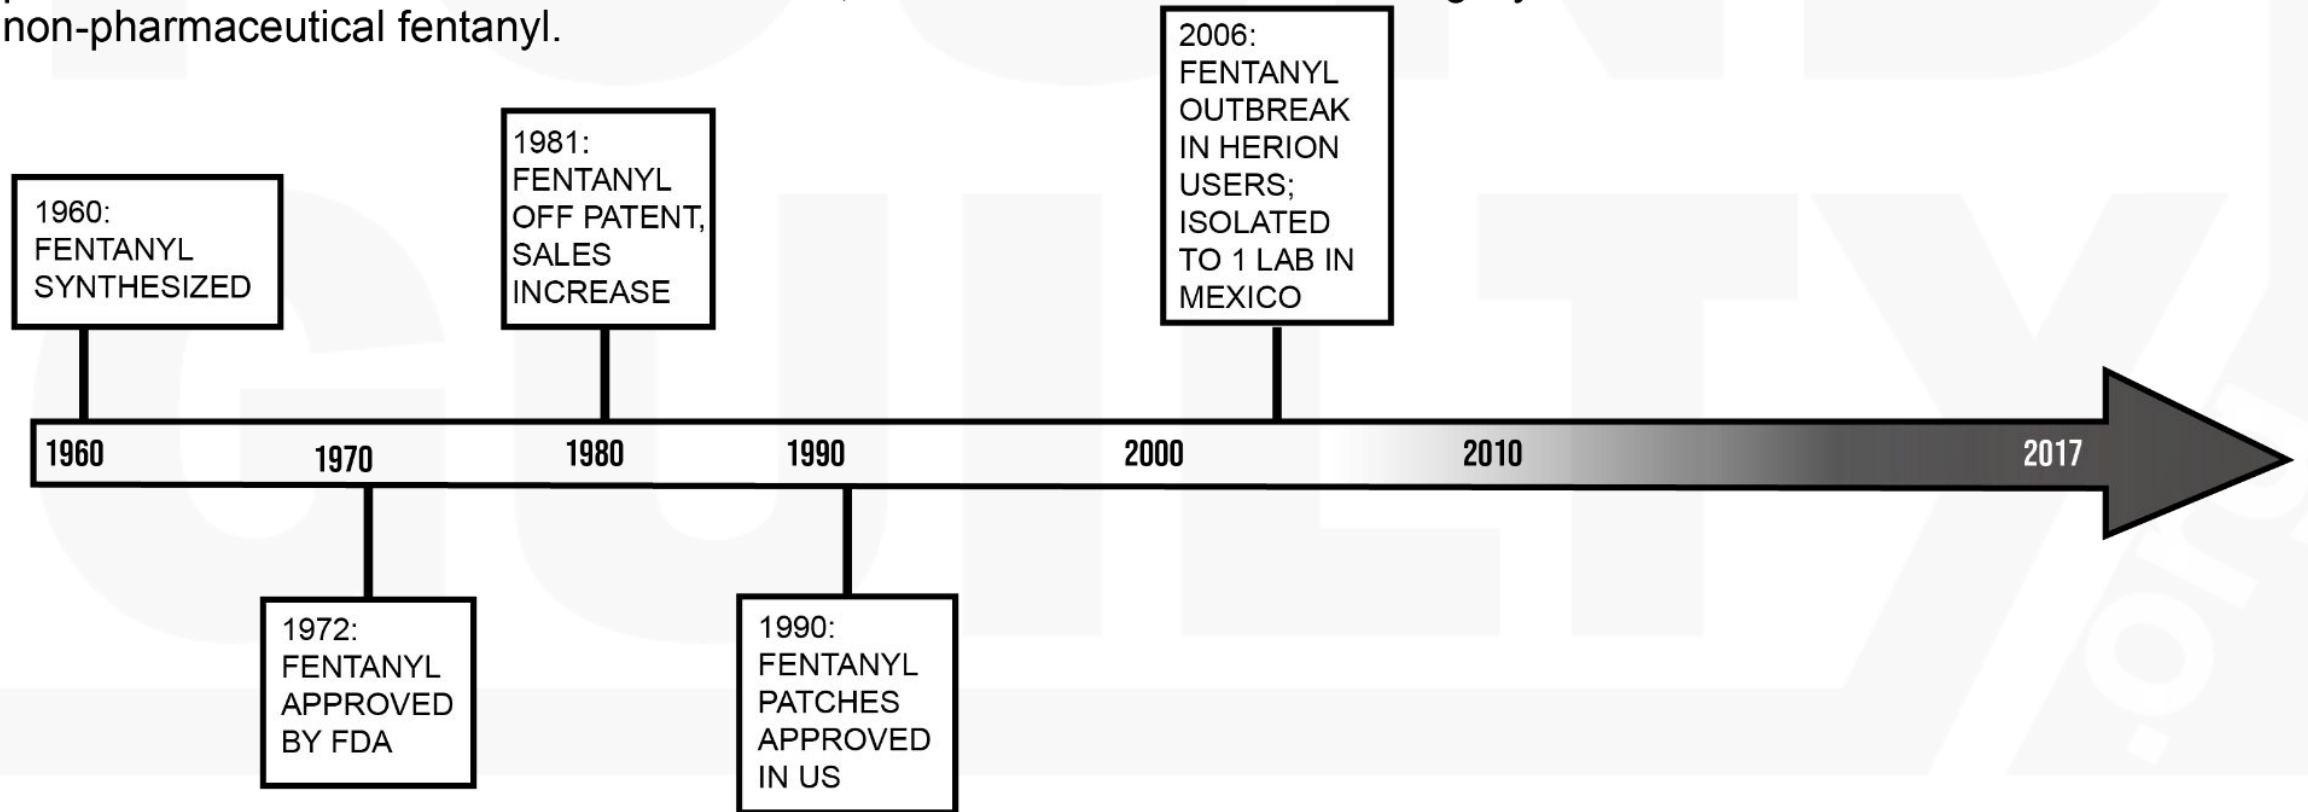 non-pharmaceutical fentanyl.
2006:
FENTANYL
OUTBREAK
IN HERION
USERS;
ISOLATED
TO 1 LAB IN
MEXICO
1981:
FENTANYL
OFF PATENT,
SALES
INCREASE
1960:
FENTANYL
SYNTHESIZED
1960 1970 1980 1990 2000 2010 2017
1972:
FENTANYL
APPROVED
BY FDA
1990:
FENTANYL
PATCHES
APPROVED
IN US
GUILTY
.org